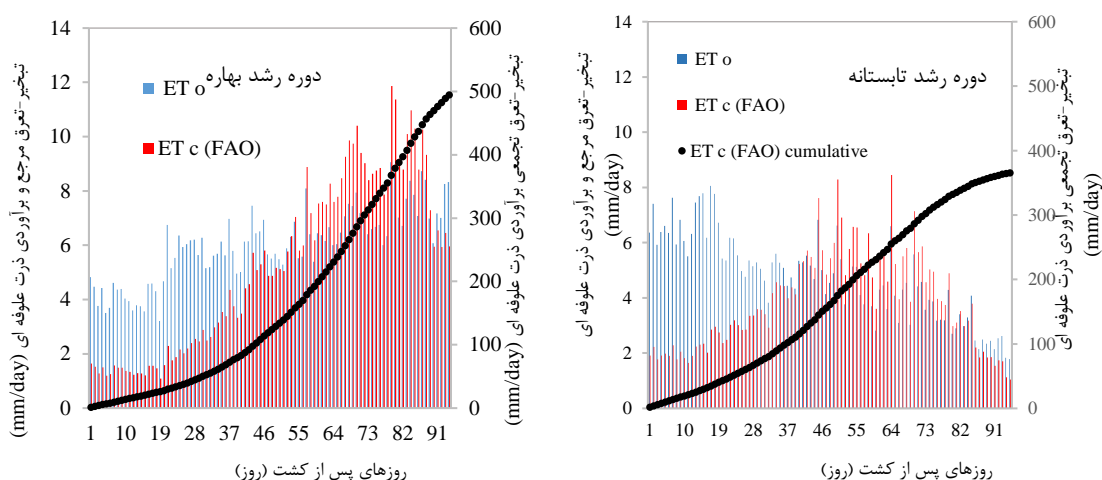 دوره رشد بهاره
ET o
ET c (FAO)
14
12
10
8
6
4
2
0
600
500
400
300
200
100
0
1 10 19 28 37 46 55 64 73 82 91
روزهای پس از کشت (روز)
تبخیر-تعرق مرجع و برآوردی ذرت علوفه ای (mm/day)
تبخیر-تعرق تجمعی برآوردی ذرت علوفه ای (mm/day)
دوره رشد تابستانه
ET o
ET c (FAO)
ET c (FAO) cumulative
14
12
10
8
6
4
2
0
600
500
400
300
200
100
0
1 10 19 28 37 46 55 64 73 82 91
روزهای پس از کشت (روز)
تبخیر-تعرق مرجع و برآوردی ذرت علوفه ای
(mm/day)
تبخیر-تعرق تجمعی برآوردی ذرت علوفه ای
(mm/day)